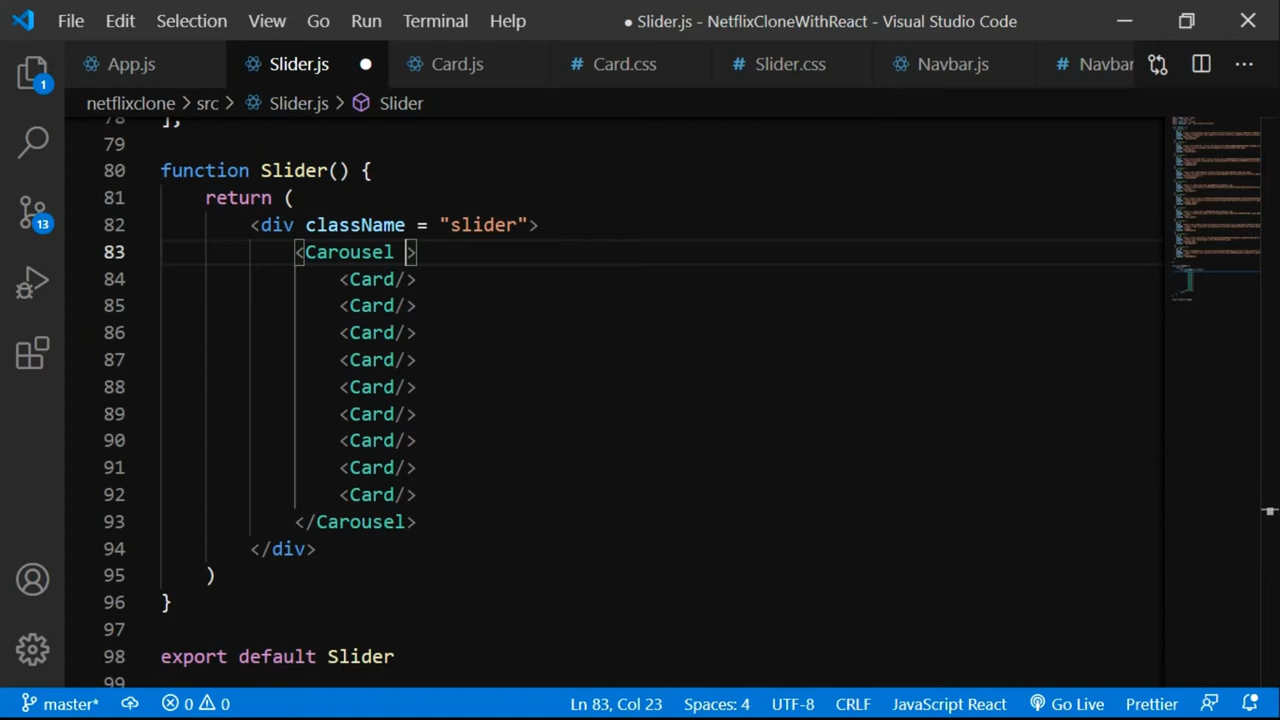 File Edit Selection View Go Run Terminal Help ● Slider.js - NetflixCloneWithReact - Visual Studio Code
App.js Slider.js Card.js # Card.css # Slider.css Navbar.js # Navbar
netflixclone > src > Slider.js > Slider
78 ],
79
80 function Slider() {
81 return (
82 <div className = "slider">
83 <Carousel >
84 <Card/>
85 <Card/>
86 <Card/>
87 <Card/>
88 <Card/>
89 <Card/>
90 <Card/>
91 <Card/>
92 <Card/>
93 </Carousel>
94 </div>
95 )
96 }
97
98 export default Slider
99
1
13
master* 0 0 Ln 83, Col 23 Spaces: 4 UTF-8 CRLF JavaScript React Go Live Prettier